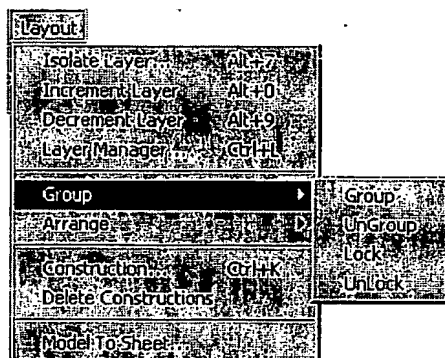 Layout
Isolate Layer... Alt+7
Increment Layer Alt+0
Decrement Layer Alt+9
Layer Manager ... Ctrl+L
Group
Group
UnGroup
Lock
UnLock
Arrange
Construction... Ctrl+K
Delete Constructions
Model To Sheet...